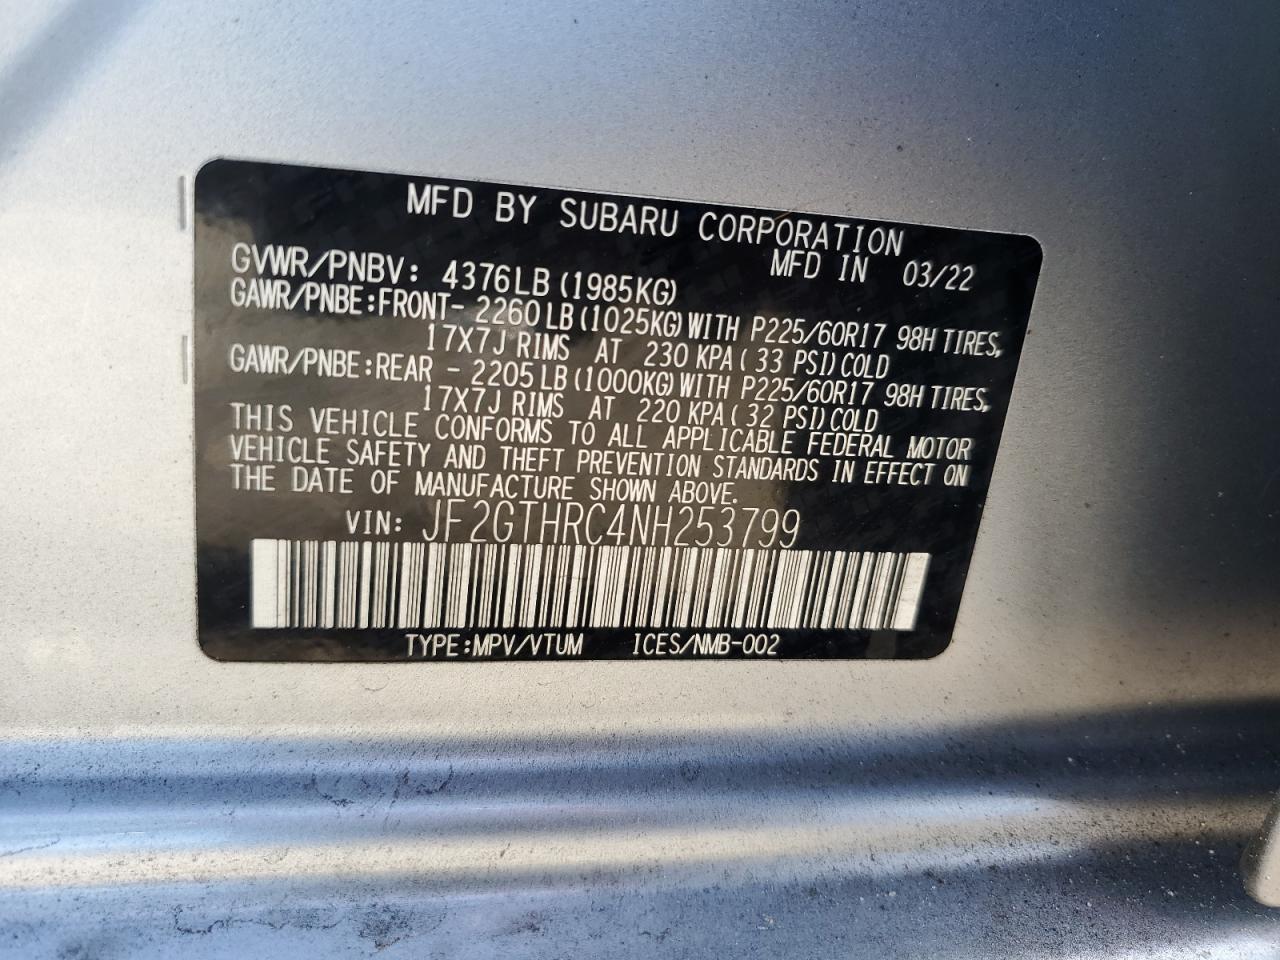 MFD BY SUBARU CORPORATION
MFD IN 03/22
GVWR/PNBV: 4376LB(1985KG)
GAWR/PNBE:FRONT- 2260LB(1025KG)WITH P225/60R17 98H TIRES,
17X7J RIMS AT 230 KPA( 33 PSI)COLD
GAWR/PNBE:REAR - 2205LB(1000KG)WITH P225/60R17 98H TIRES,
17X7J RIMS AT 220 KPA( 32 PSI)COLD
THIS VEHICLE CONFORMS TO ALL APPLICABLE FEDERAL MOTOR
VEHICLE SAFETY AND THEFT PREVENTION STANDARDS IN EFFECT ON
THE DATE OF MANUFACTURE SHOWN ABOVE.
VIN: JF2GTHRC4NH253799
TYPE:MPV/VTUM ICES/NMB-002